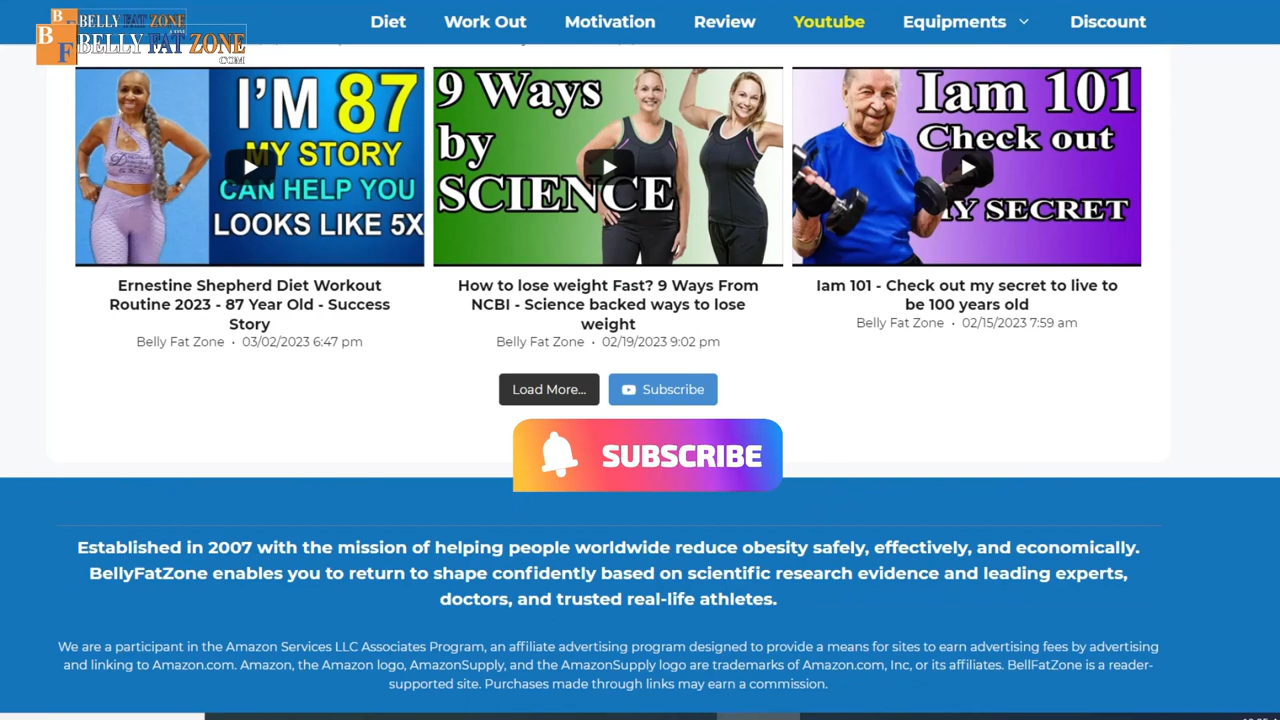 BELLY FAT ZONE
.COM
BF
BELLY FAT ZONE
.COM
Diet
Work Out
Motivation
Review
Youtube
Equipments
Discount
I'M 87
MY STORY
CAN HELP YOU
LOOKS LIKE 5X
9 Ways
by
SCIENCE
Iam 101
Check out
MY SECRET
Ernestine Shepherd Diet Workout
Routine 2023 - 87 Year Old - Success
Story
Belly Fat Zone • 03/02/2023 6:47 pm
How to lose weight Fast? 9 Ways From
NCBI - Science backed ways to lose
weight
Belly Fat Zone • 02/19/2023 9:02 pm
Iam 101 - Check out my secret to live to
be 100 years old
Belly Fat Zone • 02/15/2023 7:59 am
Load More...
Subscribe
SUBSCRIBE
Established in 2007 with the mission of helping people worldwide reduce obesity safely, effectively, and economically.
BellyFatZone enables you to return to shape confidently based on scientific research evidence and leading experts,
doctors, and trusted real-life athletes.
We are a participant in the Amazon Services LLC Associates Program, an affiliate advertising program designed to provide a means for sites to earn advertising fees by advertising
and linking to Amazon.com. Amazon, the Amazon logo, AmazonSupply, and the AmazonSupply logo are trademarks of Amazon.com, Inc, or its affiliates. BellFatZone is a reader-
supported site. Purchases made through links may earn a commission.